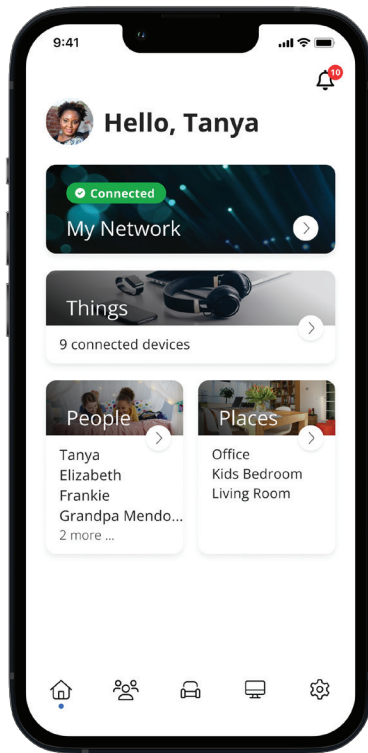 9:41
10
Hello, Tanya
Connected
My Network
Things
9 connected devices
People
Tanya
Elizabeth
Frankie
Grandpa Mendo...
2 more ...
Places
Office
Kids Bedroom
Living Room